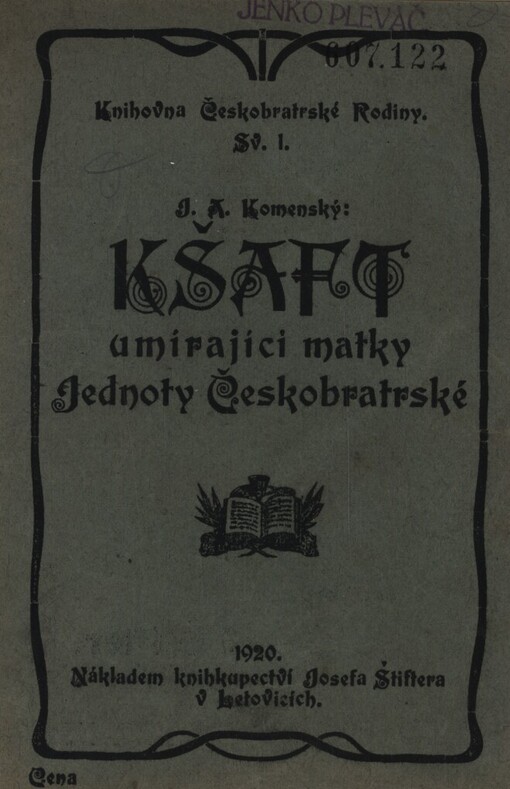 JENKO PLEVAČ
007.122
Knihovna Českobratrské Rodiny.
Sv. 1.
J. A. Komenský:
KŠAFT
umírající matky
Jednoty Českobratrské
1920.
Nákladem knihkupectví Josefa Štiftera
v Letovicích.
Cena